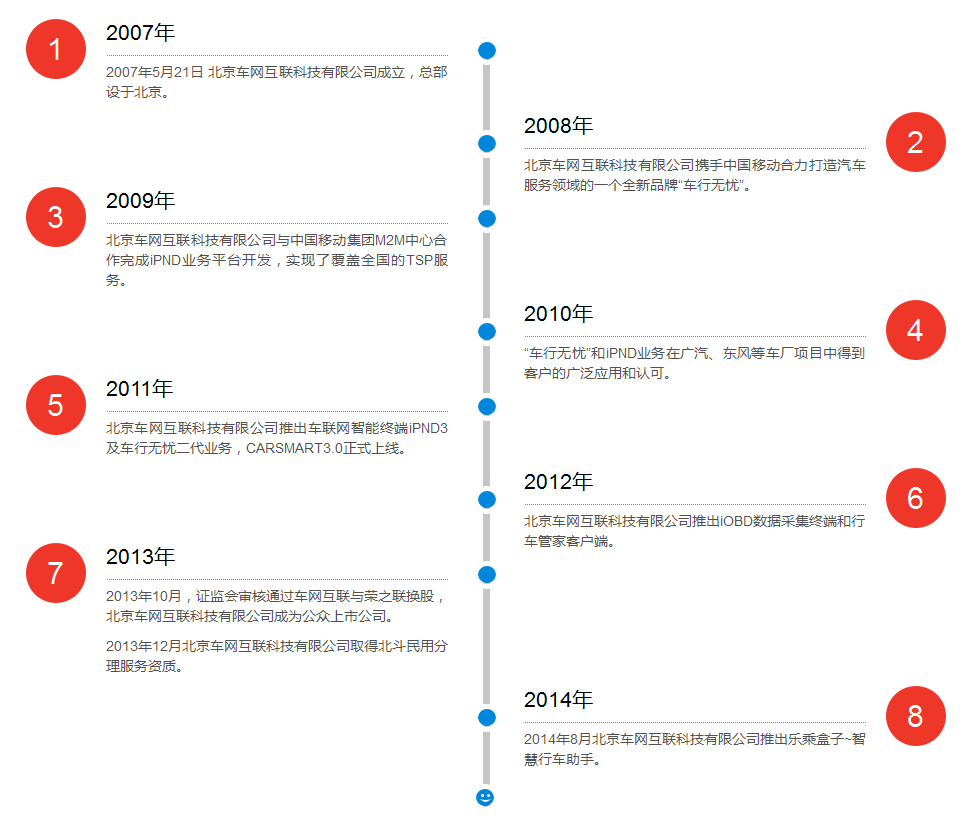 1
2007年
2007年5月21日 北京车网互联科技有限公司成立，总部
设于北京。
2
2008年
北京车网互联科技有限公司携手中国移动合力打造汽车
服务领域的一个全新品牌“车行无忧”。
3
2009年
北京车网互联科技有限公司与中国移动集团M2M中心合
作完成iPND业务平台开发，实现了覆盖全国的TSP服
务。
4
2010年
“车行无忧”和iPND业务在广汽、东风等车厂项目中得到
客户的广泛应用和认可。
5
2011年
北京车网互联科技有限公司推出车联网智能终端iPND3
及车行无忧二代业务，CARSMART3.0正式上线。
6
2012年
北京车网互联科技有限公司推出iOBD数据采集终端和行
车管家客户端。
7
2013年
2013年10月，证监会审核通过车网互联与荣之联换股，
北京车网互联科技有限公司成为公众上市公司。
2013年12月北京车网互联科技有限公司取得北斗民用分
理服务资质。
8
2014年
2014年8月北京车网互联科技有限公司推出乐乘盒子~智
慧行车助手。